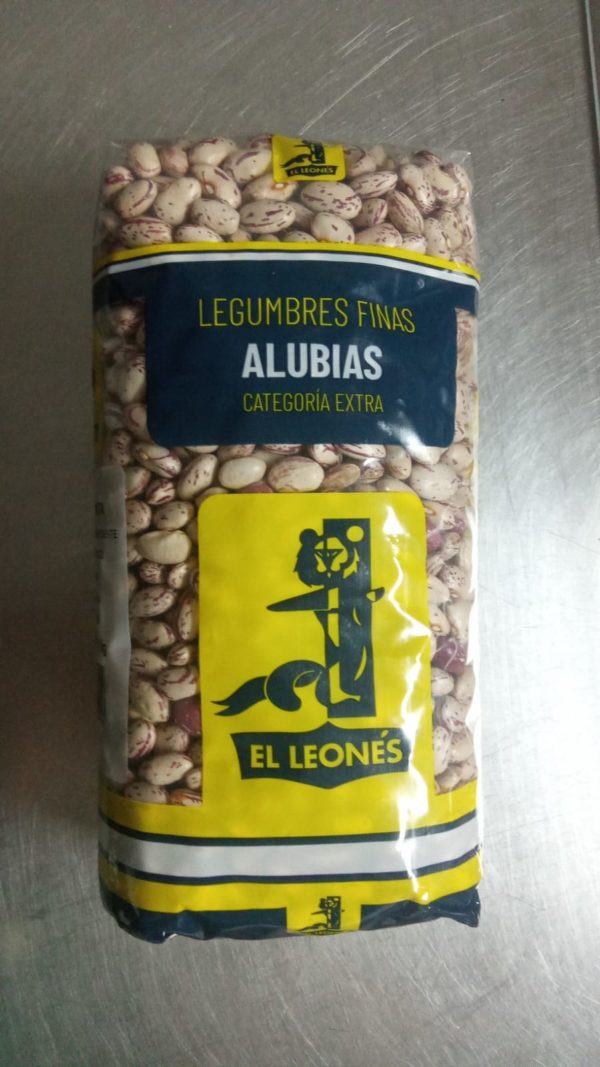 EL LEONÉS
LEGUMBRES FINAS
ALUBIAS
CATEGORÍA EXTRA
EL LEONÉS